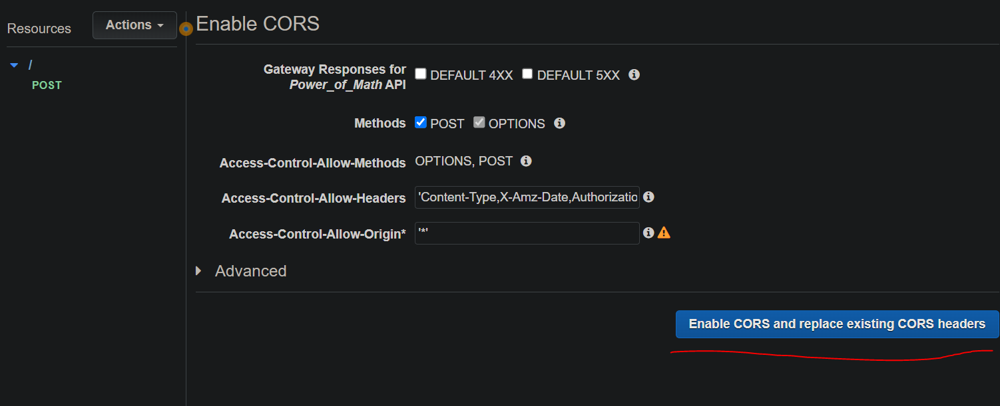 Resources
Actions
/
POST
Enable CORS
Gateway Responses for
Power_of_Math API
DEFAULT 4XX DEFAULT 5XX
Methods POST OPTIONS
Access-Control-Allow-Methods OPTIONS, POST
Access-Control-Allow-Headers 'Content-Type,X-Amz-Date,Authorizatio
Access-Control-Allow-Origin* '*'
Advanced
Enable CORS and replace existing CORS headers